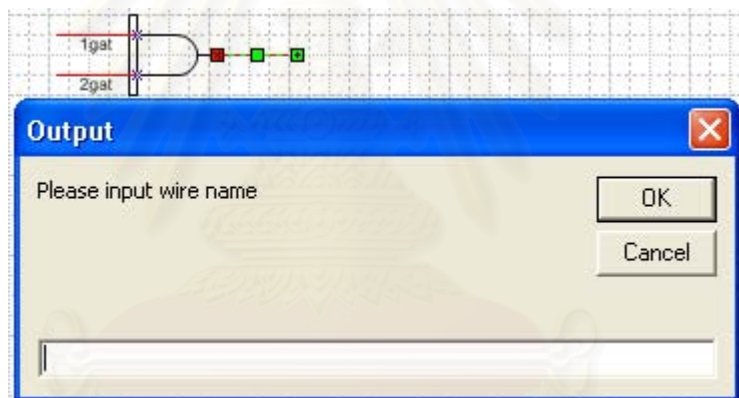 1gat
2gat
Output
Please input wire name
OK
Cancel